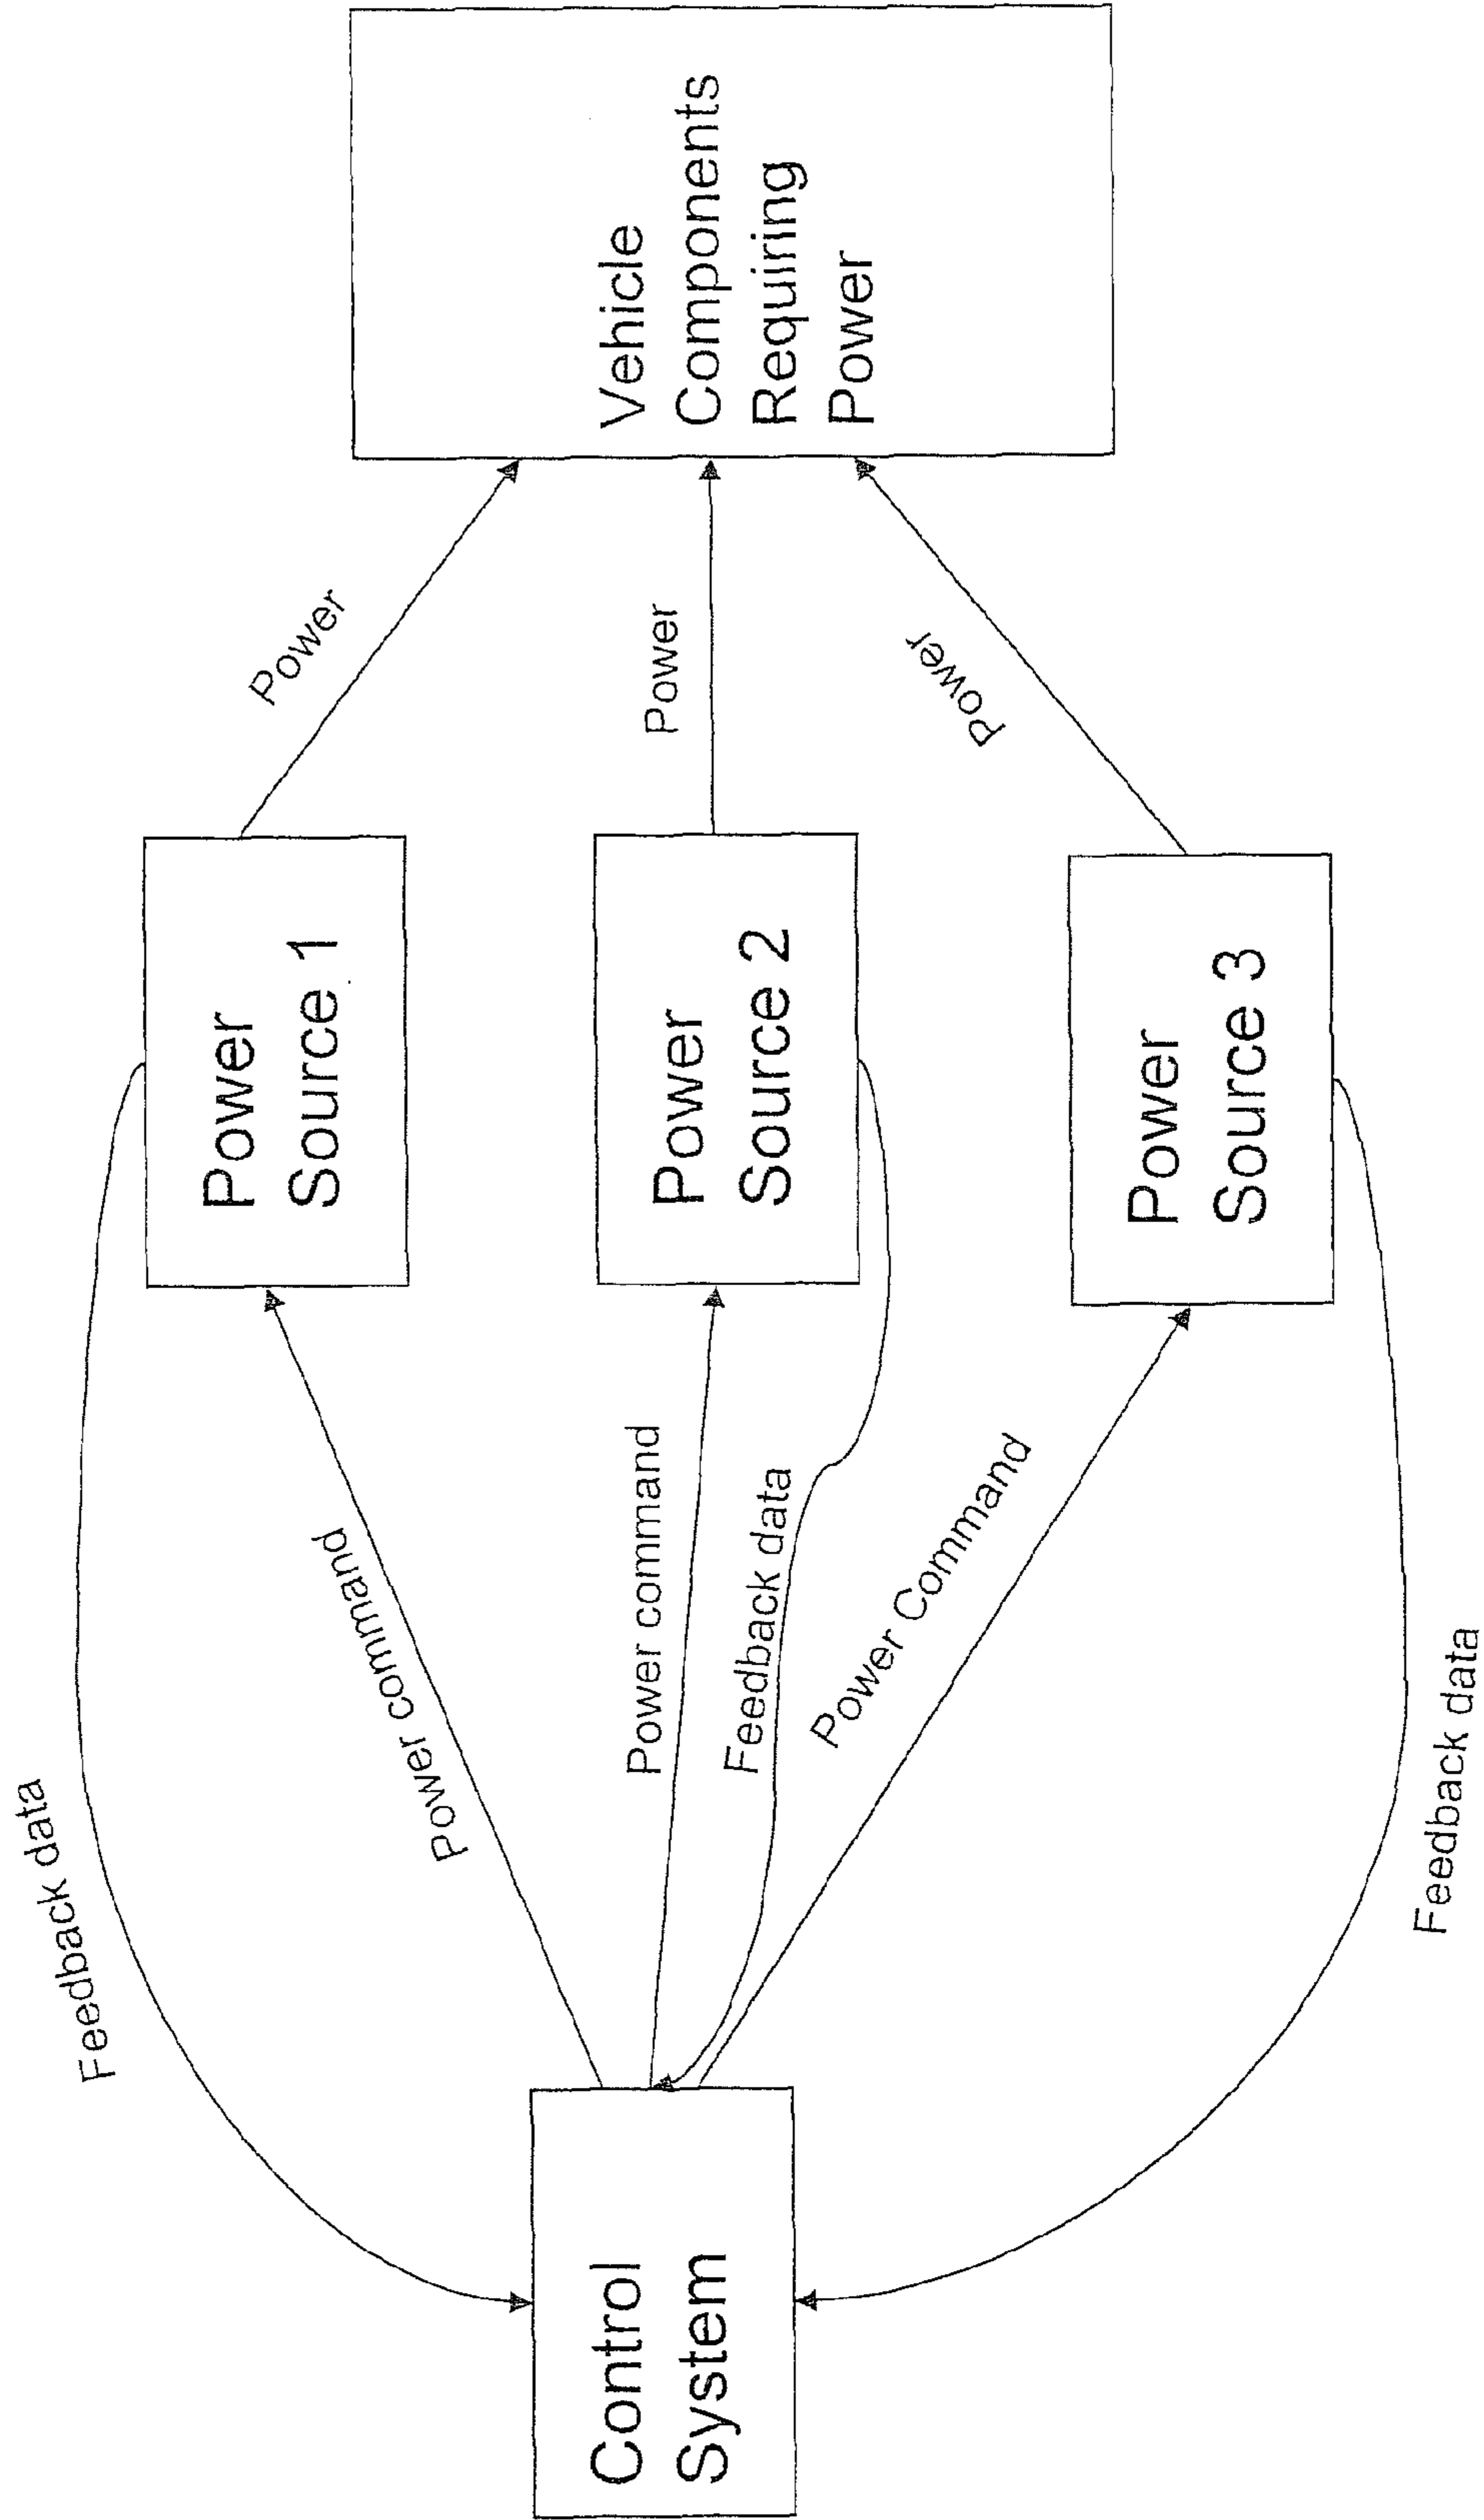 Feedback data
Power
Source 1
Power
Power command
Control
System
Power command
Feedback data
Power
Source 2
Power
Vehicle
Components
Requiring
Power
Power Command
Power
Source 3
Power
Feedback data